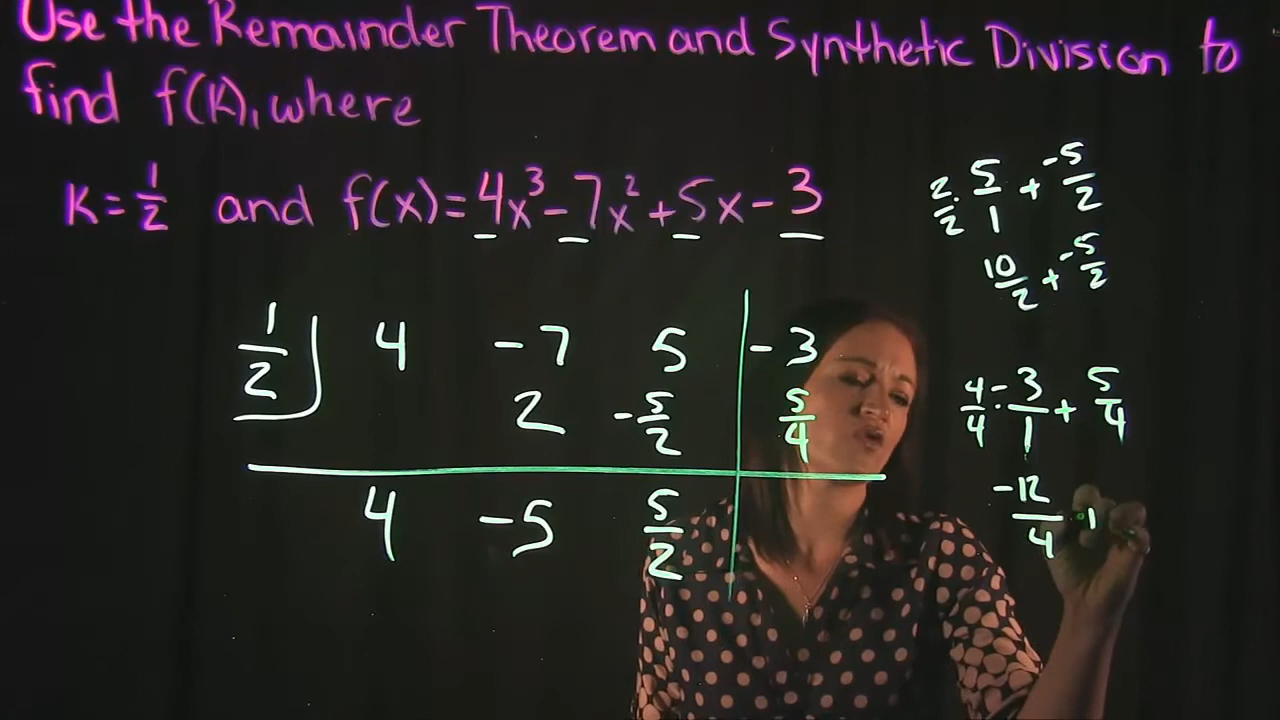 Use the Remainder Theorem and Synthetic Division to
find f(K), where
K = 1/2 and f(x) = 4x³ - 7x² + 5x - 3
2/2 · 5/1 + -5/2
10/2 + -5/2
1/2 4 -7 5 -3
2 -5/2 5/4
4 -5 5/2
4/4 · -3/1 + 5/4
-12/4